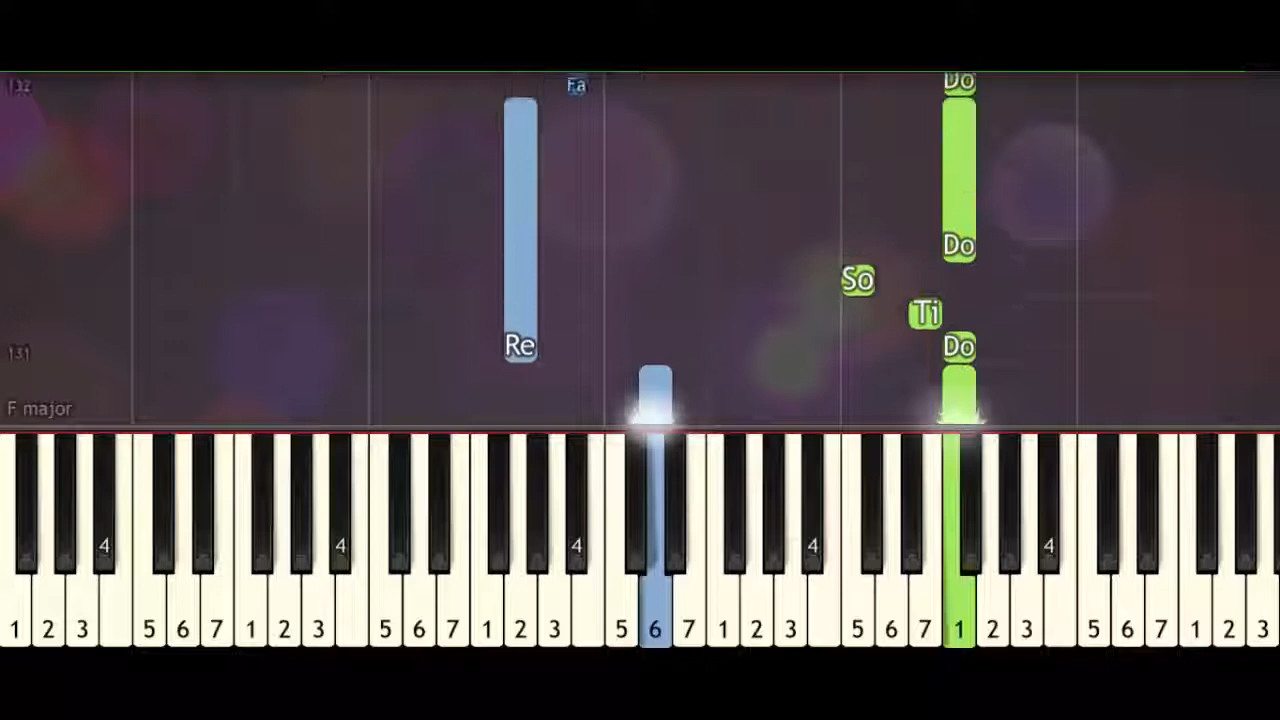 132 Fa Do
Do
So
Ti
Re Do
131
F major
4 4 4 4 4
1 2 3 5 6 7 1 2 3 5 6 7 1 2 3 5 6 7 1 2 3 5 6 7 1 2 3 5 6 7 1 2 3